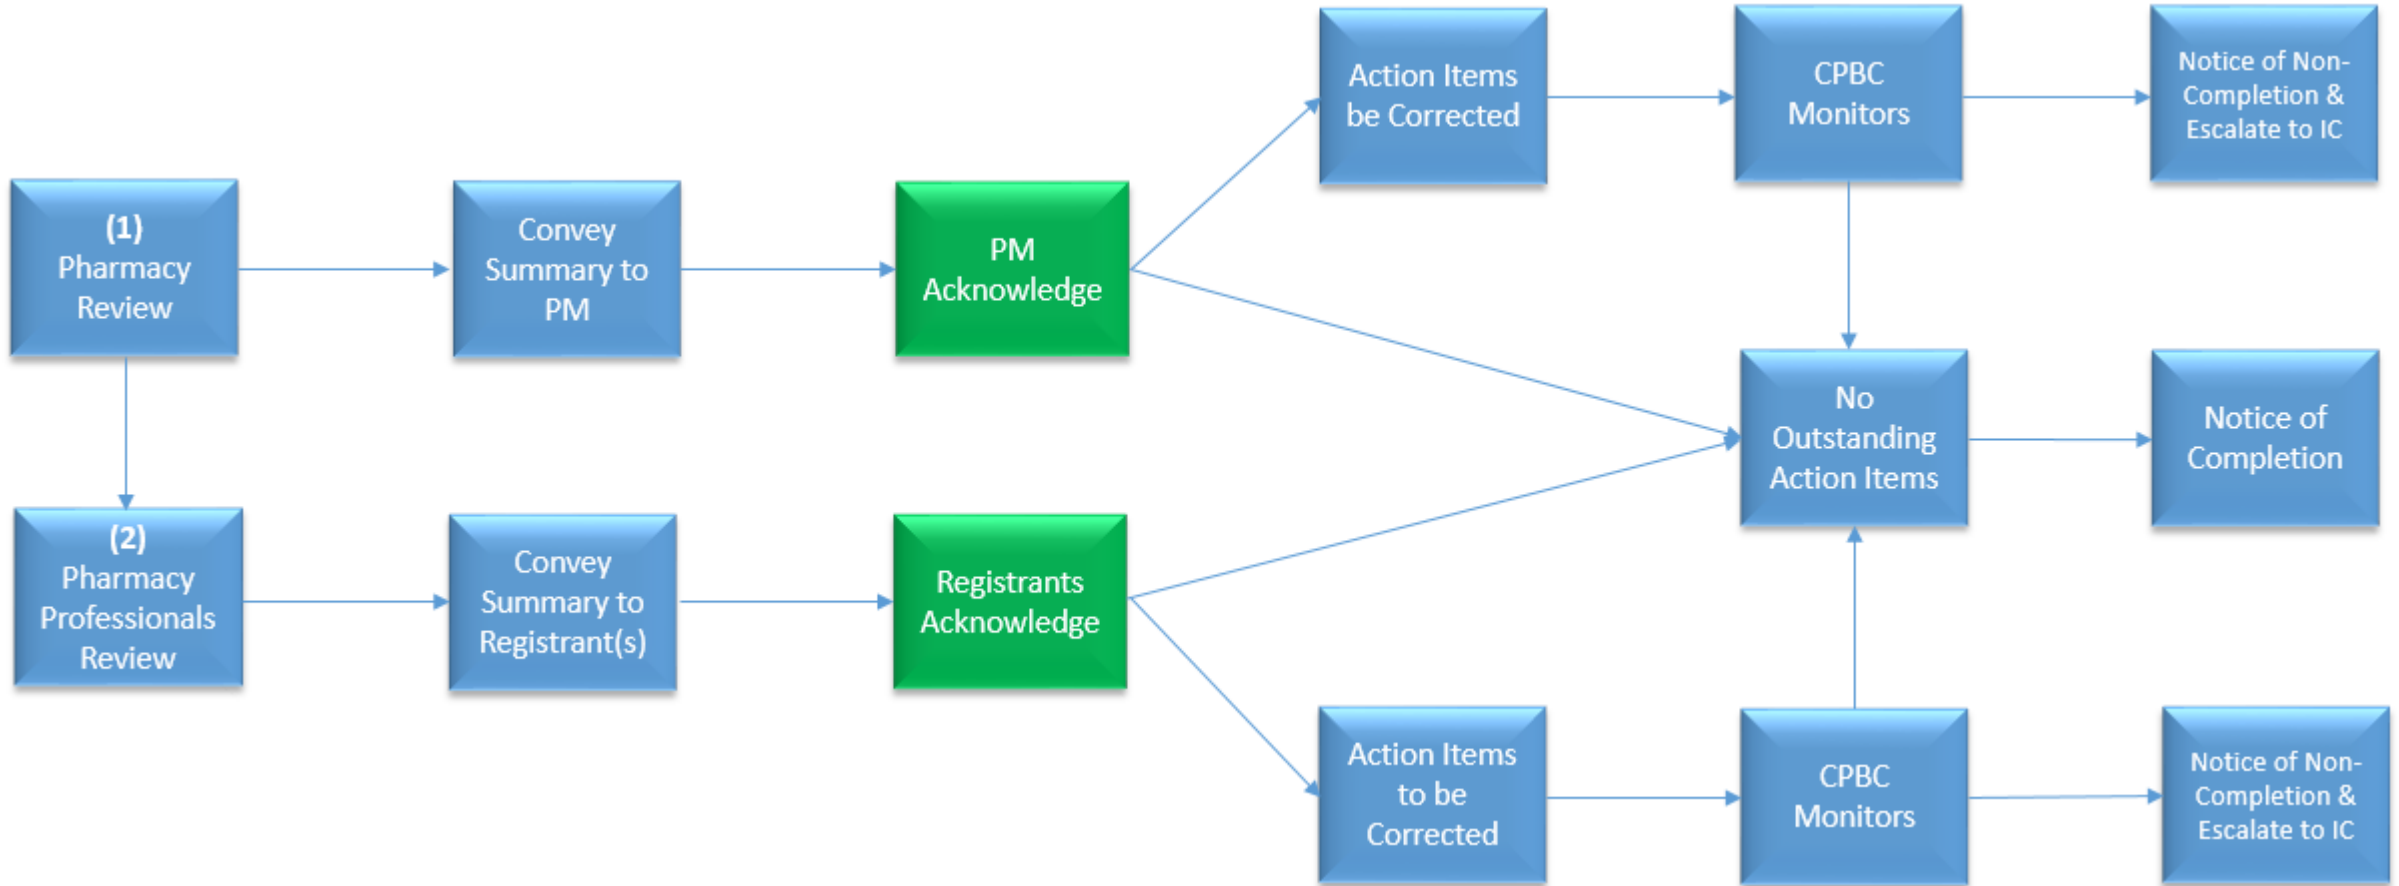 (1)
Pharmacy
Review
Convey
Summary to
PM
PM
Acknowledge
Action Items
be Corrected
CPBC
Monitors
Notice of Non-
Completion &
Escalate to IC
No
Outstanding
Action Items
Notice of
Completion
(2)
Pharmacy
Professionals
Review
Convey
Summary to
Registrant(s)
Registrants
Acknowledge
Action Items
to be
Corrected
CPBC
Monitors
Notice of Non-
Completion &
Escalate to IC